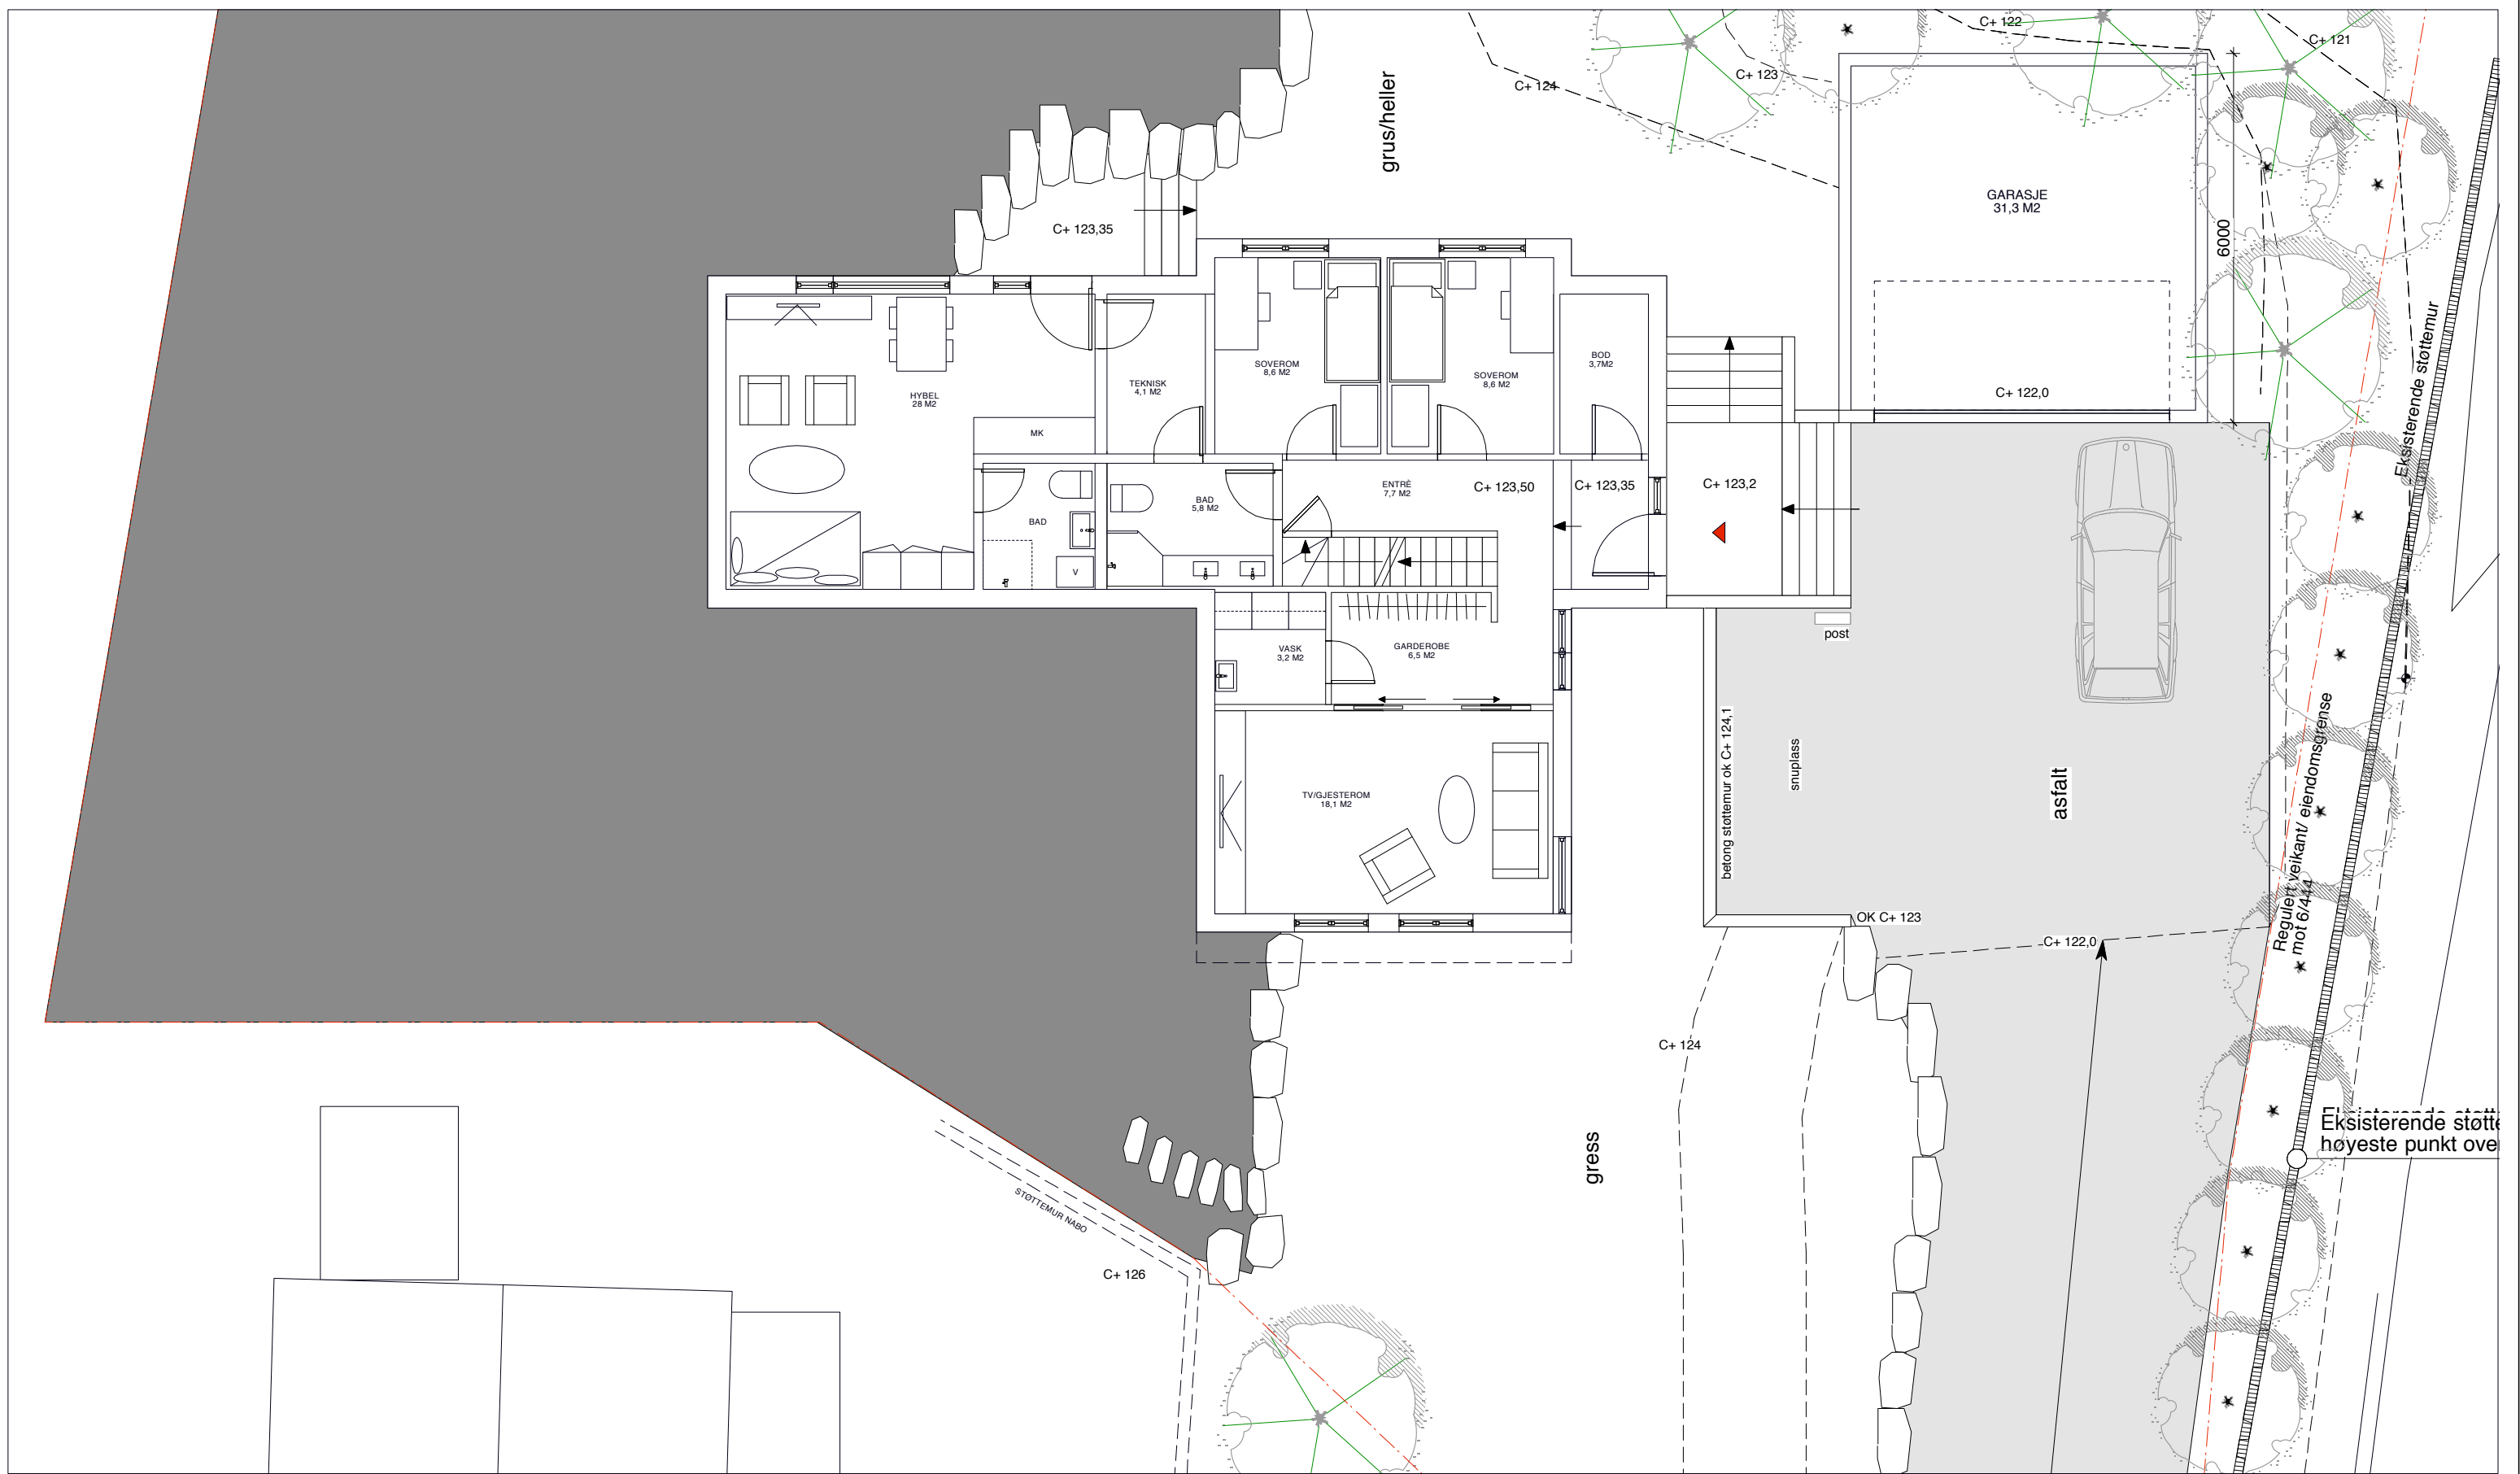 C+ 122
C+ 121
C+ 123
C+ 124
grus/heller
GARASJE
31,3 M2
6000
C+ 123,35
Eksisterende støttemur
SOVEROM
8,6 M2
SOVEROM
8,6 M2
BOD
3,7M2
TEKNISK
4,1 M2
HYBEL
28 M2
C+ 122,0
MK
ENTRÈ
7,7 M2
C+ 123,50
C+ 123,35
C+ 123,2
BAD
5,8 M2
BAD
V
post
VASK
3,2 M2
GARDEROBE
6,5 M2
betong støttemur ok C+ 124,1
snuplass
asfalt
TV/GJESTEROM
18,1 M2
Regulert veikant/ eiendomsgrense
mot 6/444
OK C+ 123
C+ 122,0
C+ 124
gress
Eksisterende støtte
høyeste punkt ove
STØTTEMUR NABO
C+ 126